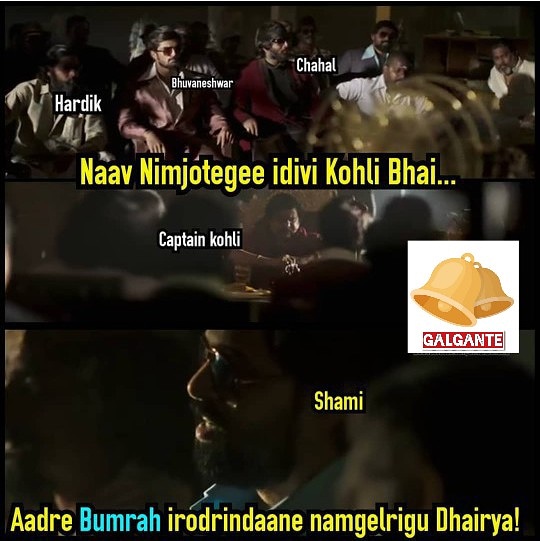 Chahal
Bhuvaneshwar
Hardik
Naav Nimjotegee idivi Kohli Bhai...
Captain kohli
GALGANTE
Shami
Aadre Bumrah irodrindaane namgelrigu Dhairya!